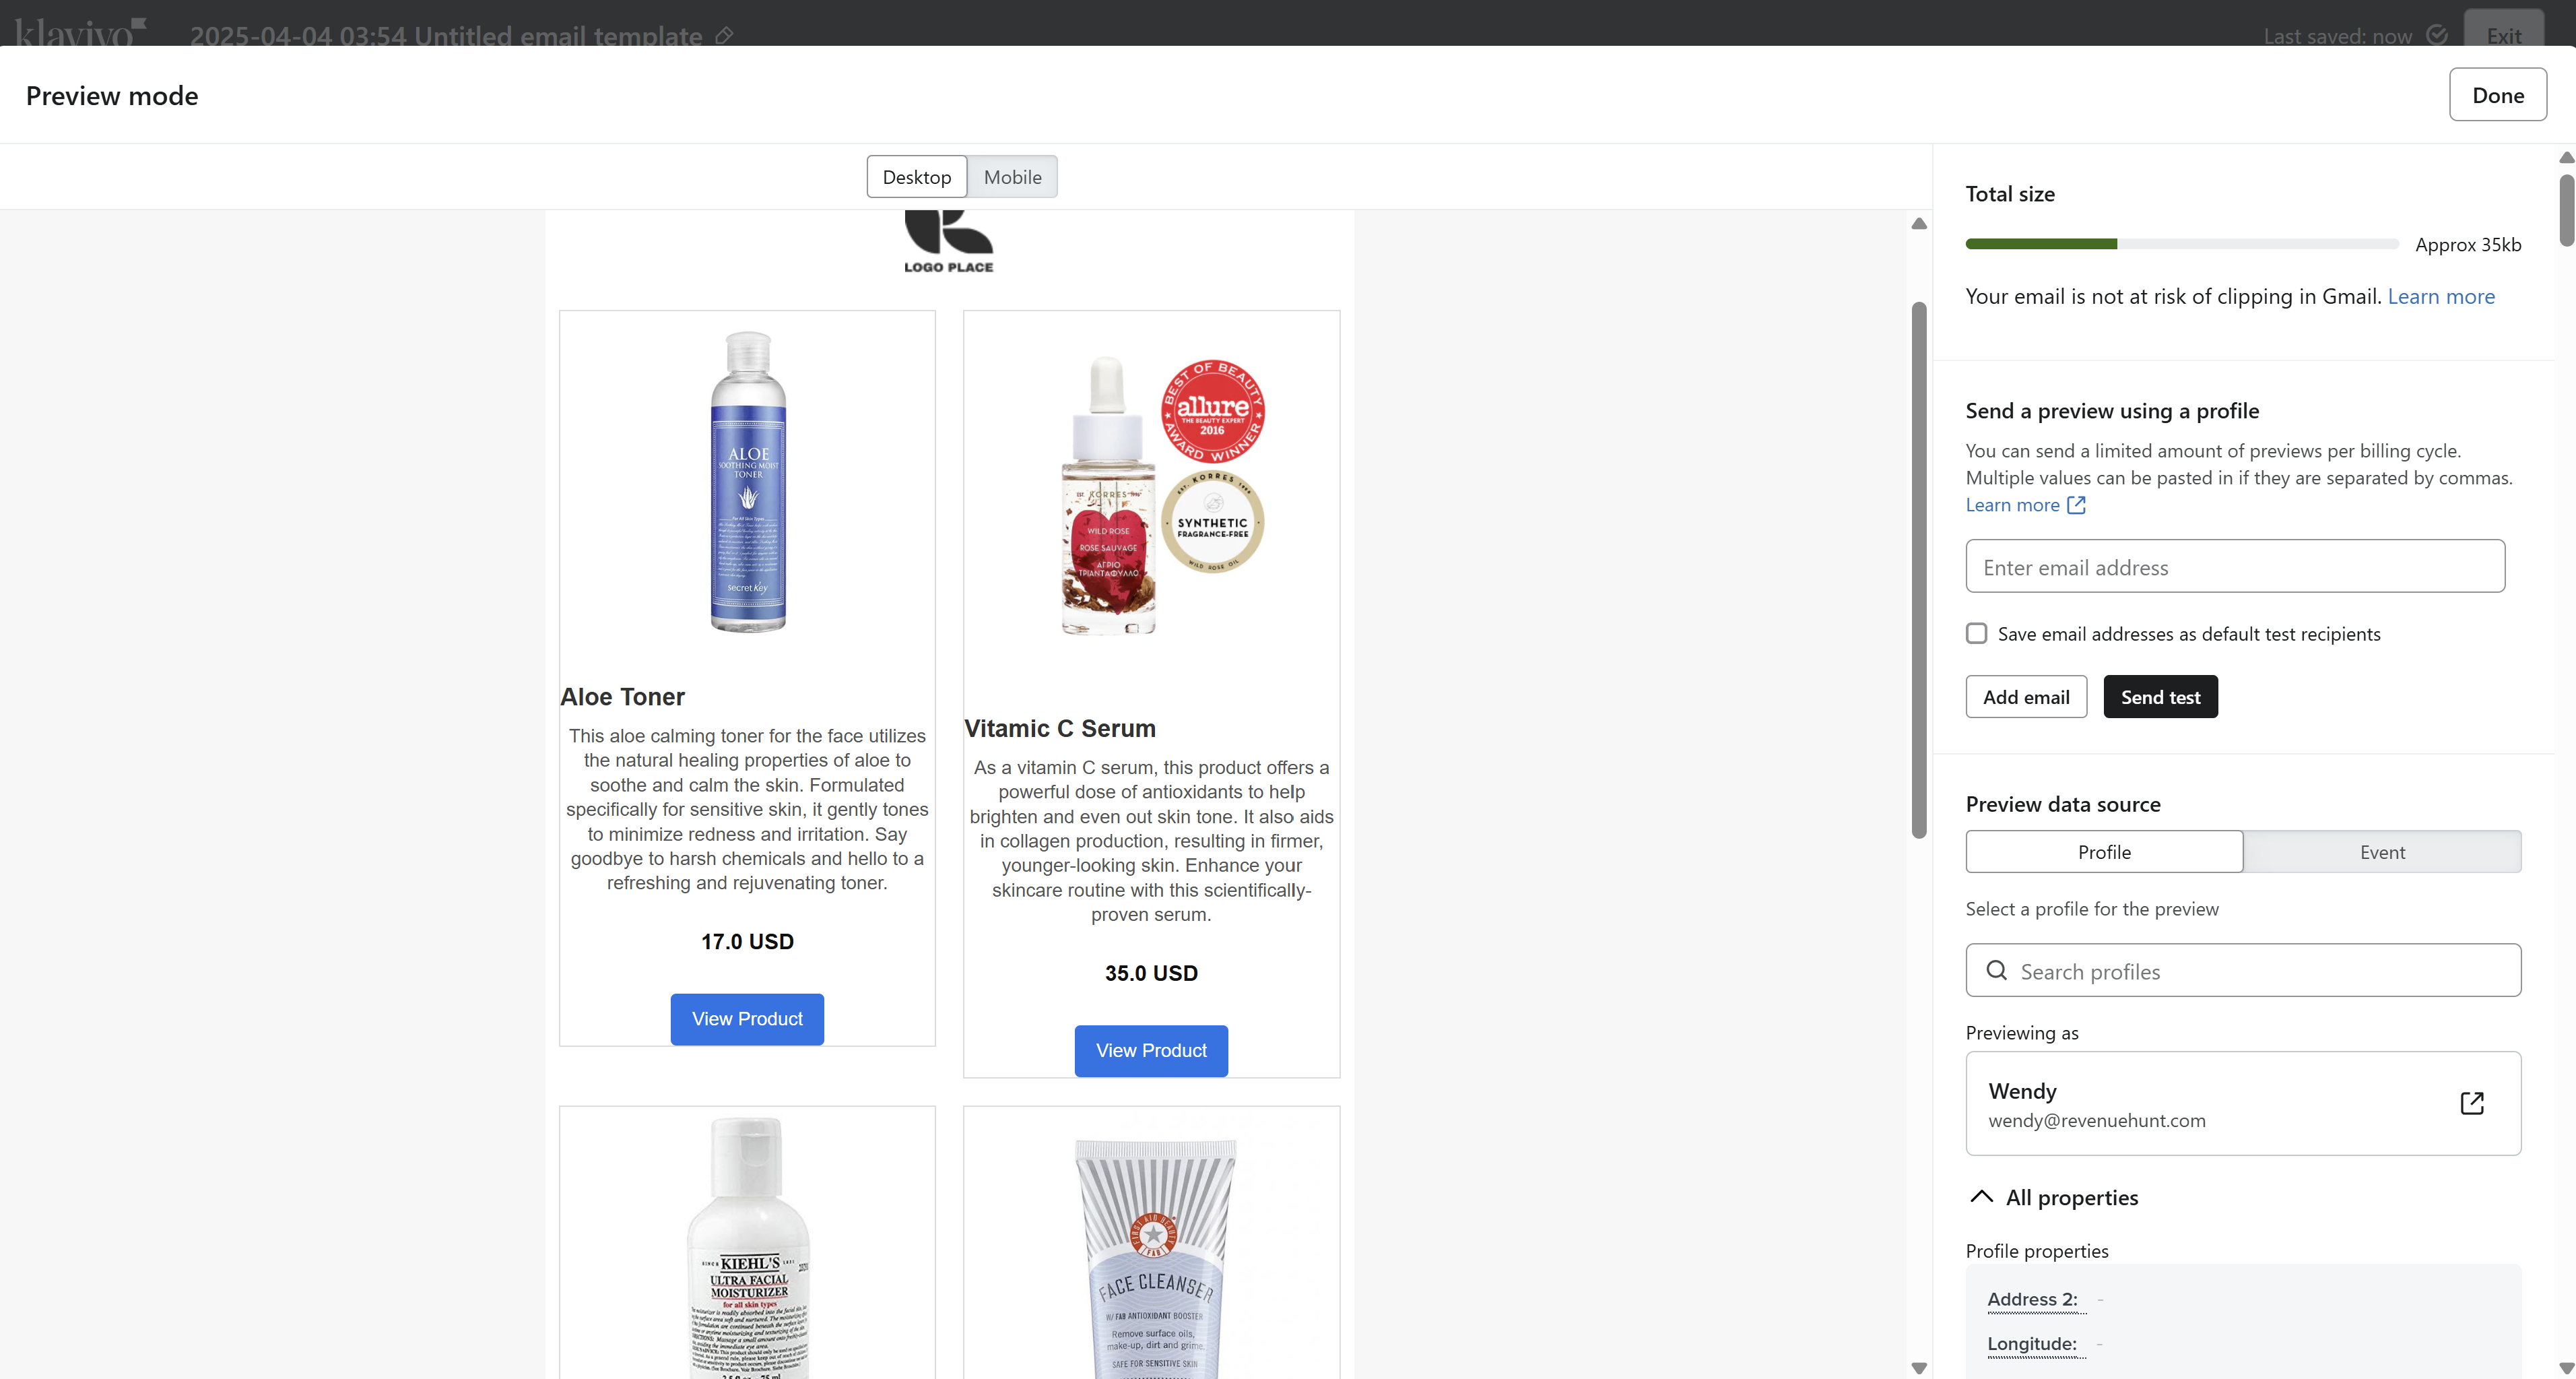 klaviyo
2025-04-04 03:54 Untitled email template
Last saved: now
Exit
Preview mode
Done
Desktop
Mobile
LOGO PLACE
ALOE
SOOTHING MOIST
TONER
For All Skin Types
secret Key
Aloe Toner
This aloe calming toner for the face utilizes
the natural healing properties of aloe to
soothe and calm the skin. Formulated
specifically for sensitive skin, it gently tones
to minimize redness and irritation. Say
goodbye to harsh chemicals and hello to a
refreshing and rejuvenating toner.
17.0 USD
View Product
BEST OF BEAUTY
allure
THE BEAUTY EXPERT
2016
AWARD WINNER
KORRES
SYNTHETIC
FRAGRANCE-FREE
WILD ROSE OIL
KORRES
WILD ROSE
ROSE SAUVAGE
ΑΓΡΙΟ
ΤΡΙΑΝΤΑΦΥΛΛΟ
Vitamic C Serum
As a vitamin C serum, this product offers a
powerful dose of antioxidants to help
brighten and even out skin tone. It also aids
in collagen production, resulting in firmer,
younger-looking skin. Enhance your
skincare routine with this scientifically-
proven serum.
35.0 USD
View Product
SINCE KIEHL'S 1851
ULTRA FACIAL
MOISTURIZER
for all skin types
FIRST AID BEAUTY
FAB
FACE CLEANSER
W/ FAB ANTIOXIDANT BOOSTER
Remove surface oils,
make-up, dirt and grime.
SAFE FOR SENSITIVE SKIN
Total size
Approx 35kb
Your email is not at risk of clipping in Gmail. Learn more
Send a preview using a profile
You can send a limited amount of previews per billing cycle.
Multiple values can be pasted in if they are separated by commas.
Learn more
Enter email address
Save email addresses as default test recipients
Add email
Send test
Preview data source
Profile
Event
Select a profile for the preview
Search profiles
Previewing as
Wendy
wendy@revenuehunt.com
All properties
Profile properties
Address 2: -
Longitude: -